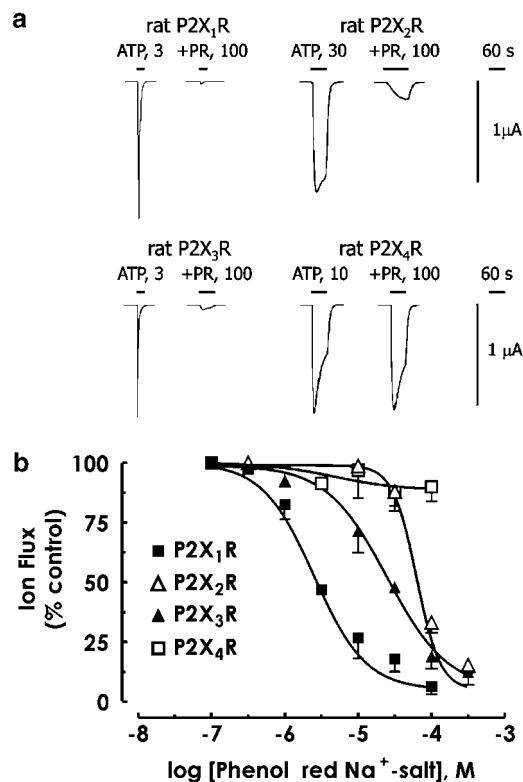 a
rat P2X₁R
rat P2X₂R
ATP, 3 +PR, 100
ATP, 30 +PR, 100
60 s
1μA
rat P2X₃R
rat P2X₄R
ATP, 3 +PR, 100
ATP, 10 +PR, 100
60 s
1 μA
b
Ion Flux
(% control)
100
75
50
25
0
P2X₁R
P2X₂R
P2X₃R
P2X₄R
-8 -7 -6 -5 -4 -3
log [Phenol red Na⁺-salt], M